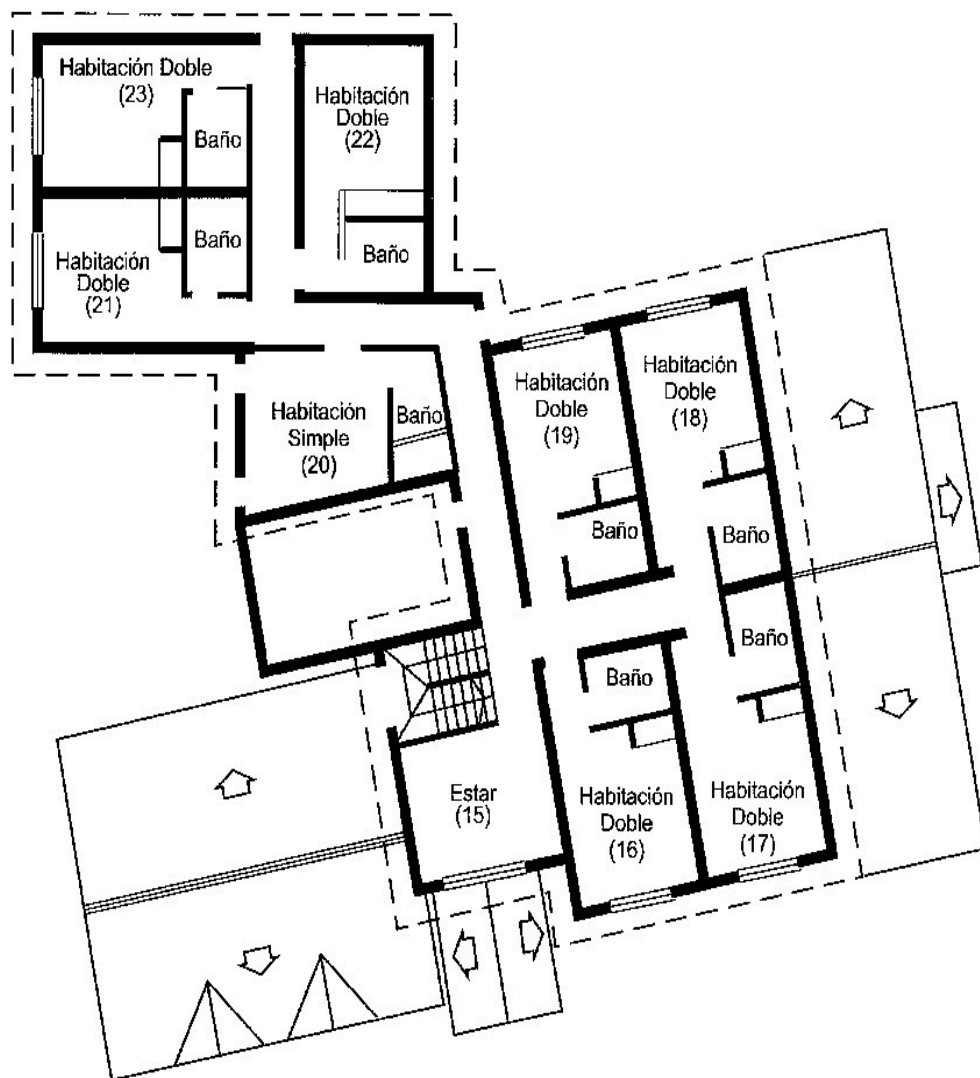 Habitación Doble
(23)
Baño
Habitación
Doble
(22)
Baño
Baño
Habitación
Doble
(21)
Habitación
Simple
(20)
Baño
Habitación
Doble
(19)
Baño
Habitación
Doble
(18)
Baño
Baño
Baño
Estar
(15)
Habitación
Doble
(16)
Habitación
Doble
(17)